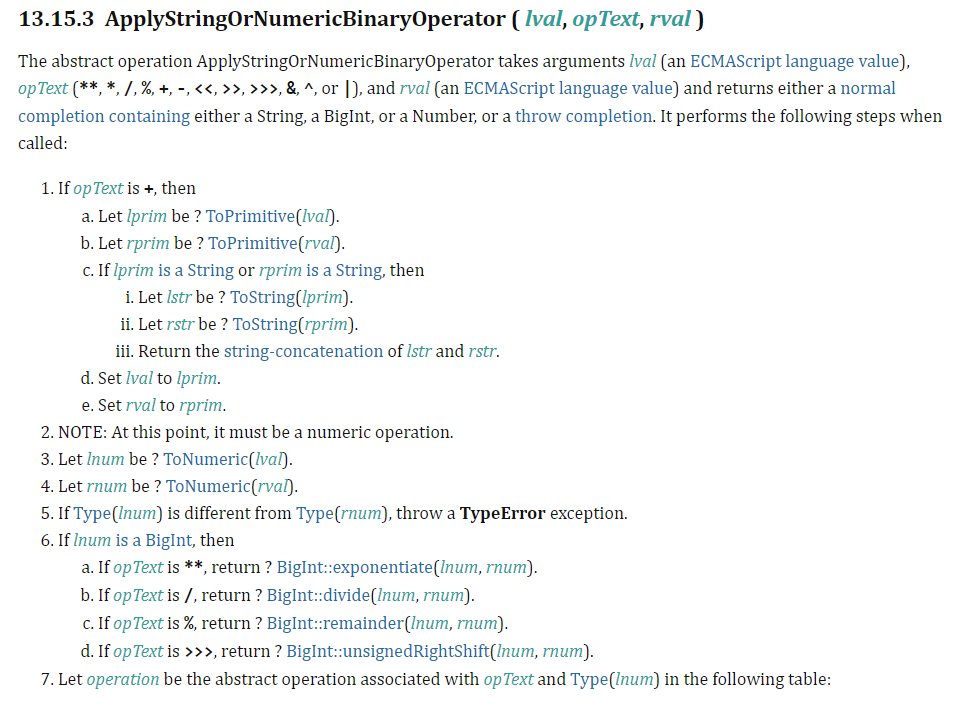 13.15.3 ApplyStringOrNumericBinaryOperator ( lval, opText, rval )
The abstract operation ApplyStringOrNumericBinaryOperator takes arguments lval (an ECMAScript language value),
opText (**, *, /, %, +, -, <<, >>, >>>, &, ^, or |), and rval (an ECMAScript language value) and returns either a normal
completion containing either a String, a BigInt, or a Number, or a throw completion. It performs the following steps when
called:
1. If opText is +, then
a. Let lprim be ? ToPrimitive(lval).
b. Let rprim be ? ToPrimitive(rval).
c. If lprim is a String or rprim is a String, then
i. Let lstr be ? ToString(lprim).
ii. Let rstr be ? ToString(rprim).
iii. Return the string-concatenation of lstr and rstr.
d. Set lval to lprim.
e. Set rval to rprim.
2. NOTE: At this point, it must be a numeric operation.
3. Let lnum be ? ToNumeric(lval).
4. Let rnum be ? ToNumeric(rval).
5. If Type(lnum) is different from Type(rnum), throw a TypeError exception.
6. If lnum is a BigInt, then
a. If opText is **, return ? BigInt::exponentiate(lnum, rnum).
b. If opText is /, return ? BigInt::divide(lnum, rnum).
c. If opText is %, return ? BigInt::remainder(lnum, rnum).
d. If opText is >>>, return ? BigInt::unsignedRightShift(lnum, rnum).
7. Let operation be the abstract operation associated with opText and Type(lnum) in the following table: